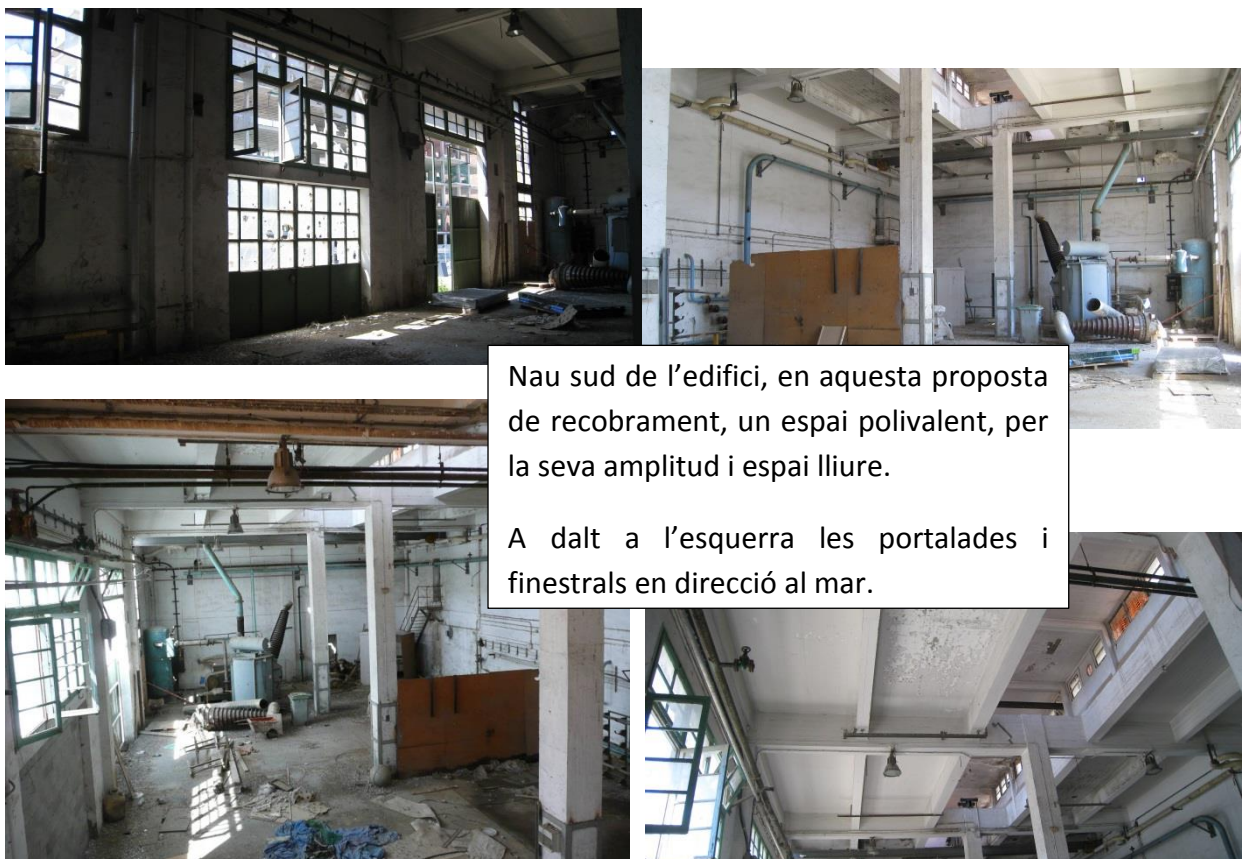 Nau sud de l’edifici, en aquesta proposta
de recobrament, un espai polivalent, per
la seva amplitud i espai lliure.
A dalt a l’esquerra les portalades i
finestrals en direcció al mar.